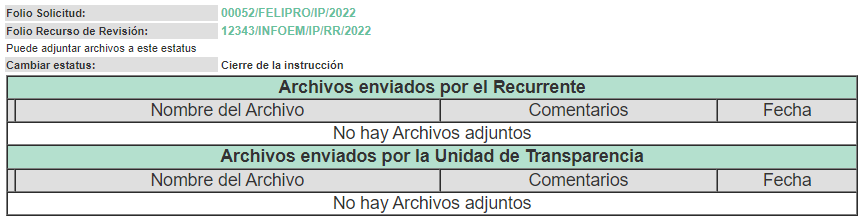 Folio Solicitud: 00052/FELIPRO/IP/2022
Folio Recurso de Revisión: 12343/INFOEM/IP/RR/2022
Puede adjuntar archivos a este estatus
Cambiar estatus: Cierre de la instrucción
Archivos enviados por el Recurrente
Nombre del Archivo Comentarios Fecha
No hay Archivos adjuntos
Archivos enviados por la Unidad de Transparencia
Nombre del Archivo Comentarios Fecha
No hay Archivos adjuntos